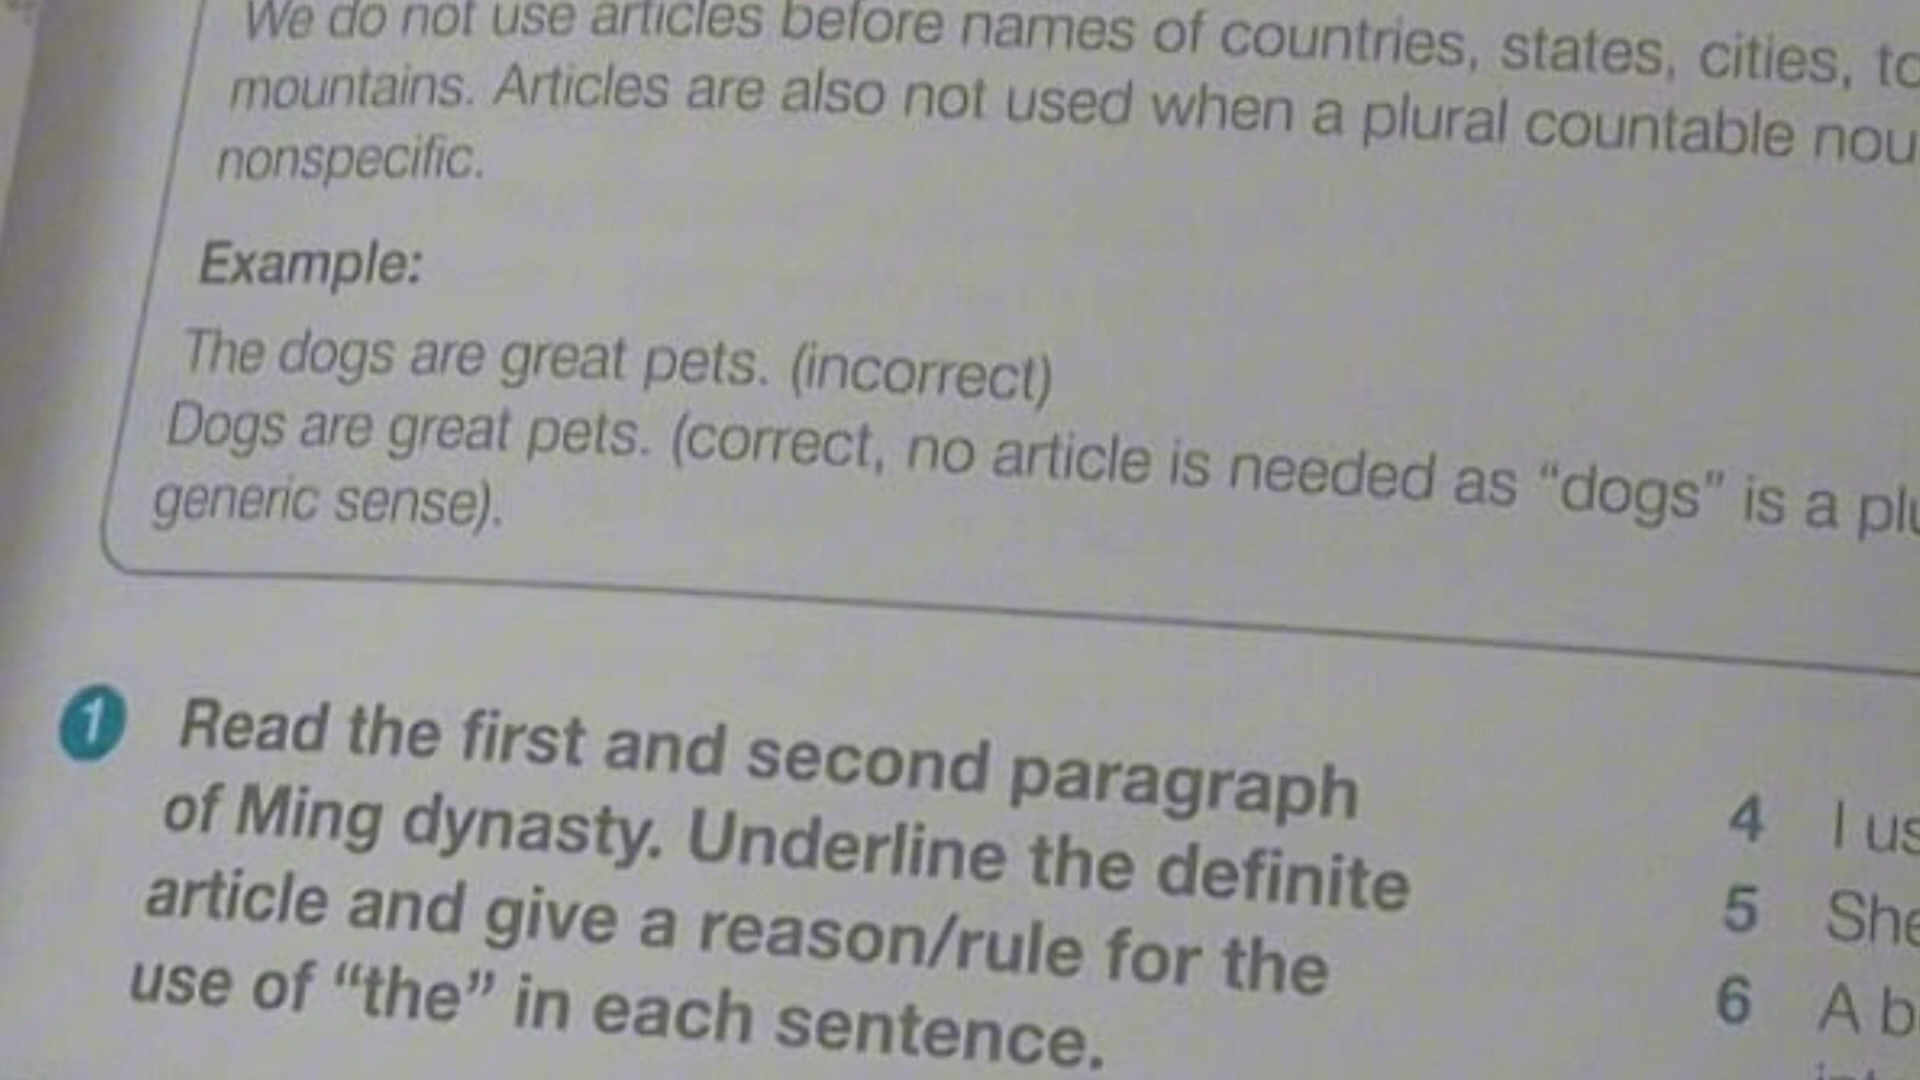 We do not use articles before names of countries, states, cities,
mountains. Articles are also not used when a plural countable
nonspecific.
Example:
The dogs are great pets. (incorrect)
Dogs are great pets. (correct, no article is needed as “dogs” is a
generic sense).
1 Read the first and second paragraph
of Ming dynasty. Underline the definite
article and give a reason/rule for the
use of “the” in each sentence.
4 I
5
6 A